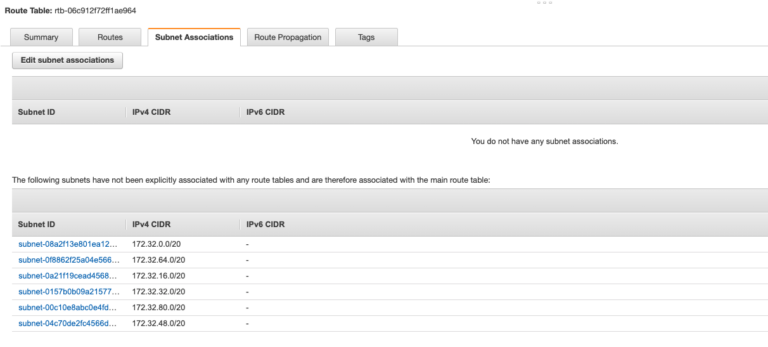 Route Table: rtb-06c912f72ff1ae964
Summary Routes Subnet Associations Route Propagation Tags
Edit subnet associations
Subnet ID IPv4 CIDR IPv6 CIDR
You do not have any subnet associations.
The following subnets have not been explicitly associated with any route tables and are therefore associated with the main route table:
Subnet ID IPv4 CIDR IPv6 CIDR
subnet-08a2f13e801ea12... 172.32.0.0/20 -
subnet-0f8862f25a04e566... 172.32.64.0/20 -
subnet-0a21f19cead4568... 172.32.16.0/20 -
subnet-0157b0b09a21577... 172.32.32.0/20 -
subnet-00c10e8abc0e4fd... 172.32.80.0/20 -
subnet-04c70de2fc4566d... 172.32.48.0/20 -